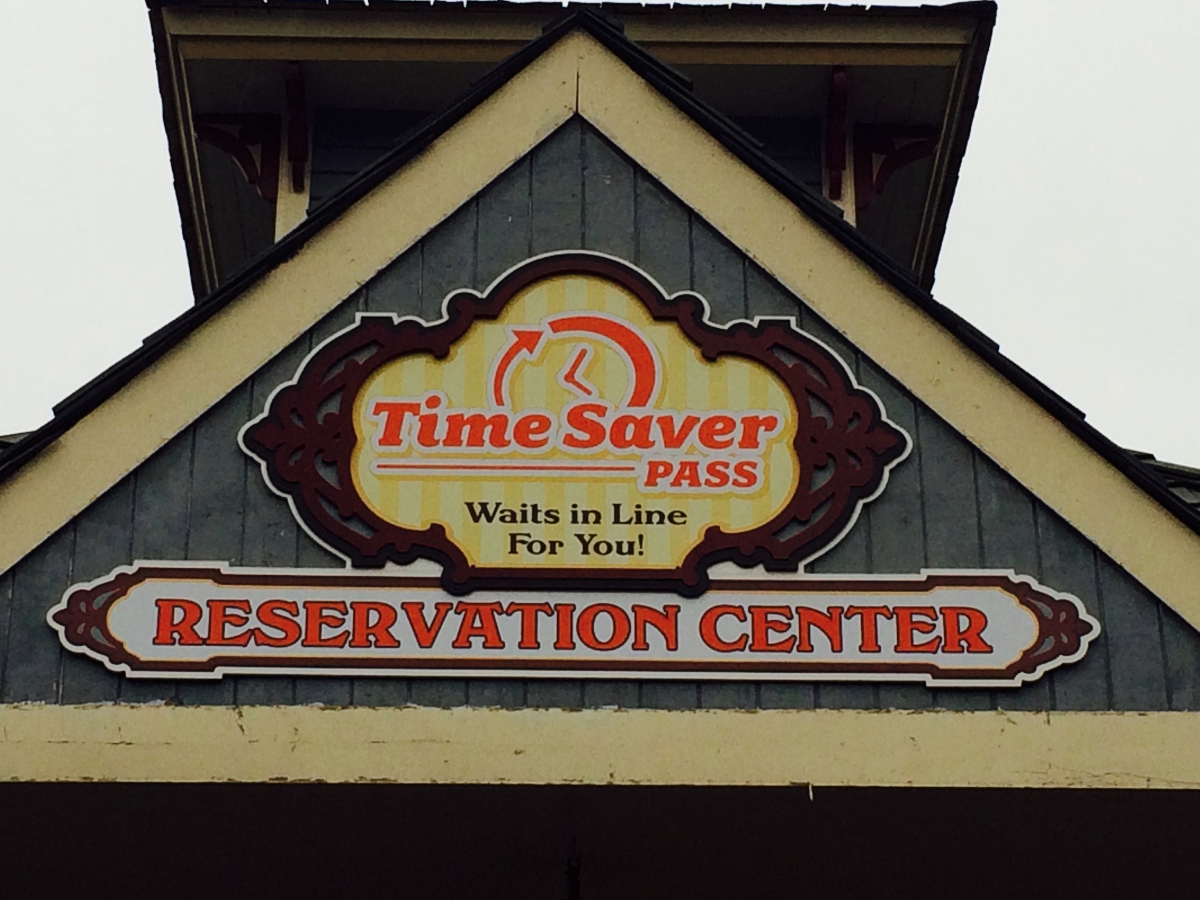 Time Saver
PASS
Waits in Line
For You!
RESERVATION CENTER